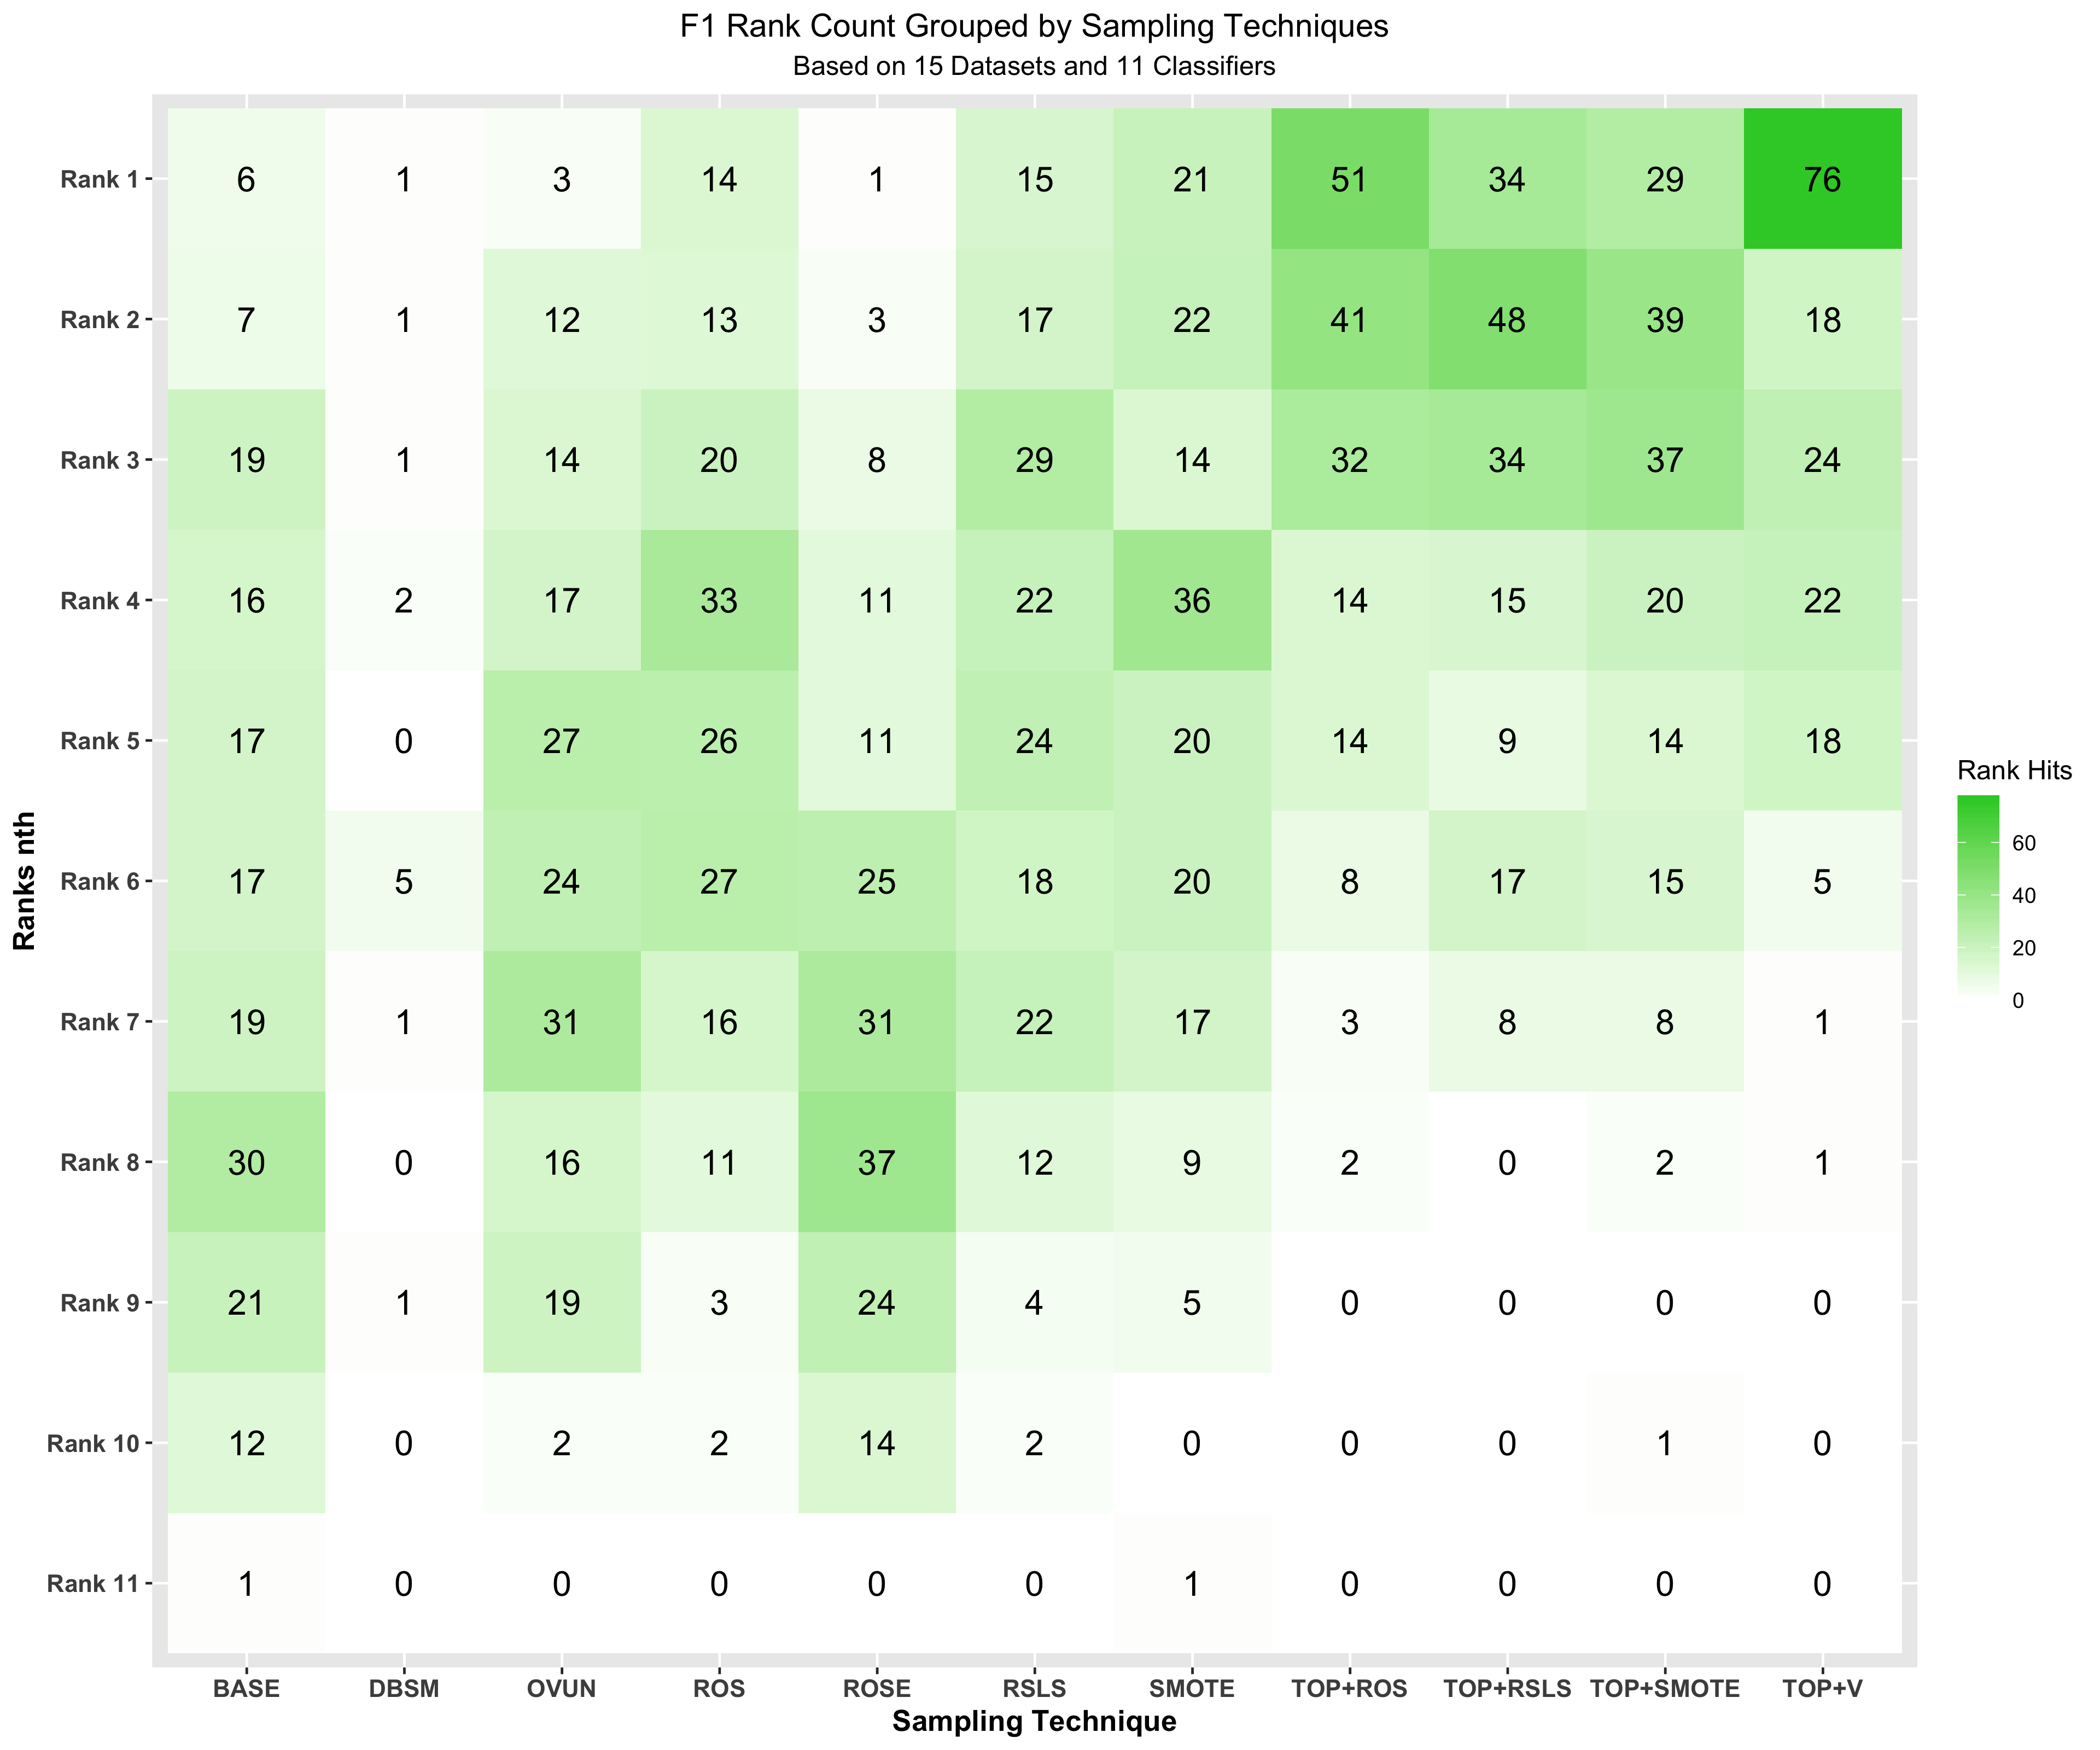 F1 Rank Count Grouped by Sampling Techniques
Based on 15 Datasets and 11 Classifiers
Rank 1 6 1 3 14 1 15 21 51 34 29 76
Rank 2 7 1 12 13 3 17 22 41 48 39 18
Rank 3 19 1 14 20 8 29 14 32 34 37 24
Rank 4 16 2 17 33 11 22 36 14 15 20 22
Rank 5 17 0 27 26 11 24 20 14 9 14 18
Rank 6 17 5 24 27 25 18 20 8 17 15 5
Rank 7 19 1 31 16 31 22 17 3 8 8 1
Rank 8 30 0 16 11 37 12 9 2 0 2 1
Rank 9 21 1 19 3 24 4 5 0 0 0 0
Rank 10 12 0 2 2 14 2 0 0 0 1 0
Rank 11 1 0 0 0 0 0 1 0 0 0 0
BASE DBSM OVUN ROS ROSE RSLS SMOTE TOP+ROS TOP+RSLS TOP+SMOTE TOP+V
Sampling Technique
Ranks nth
Rank Hits
60
40
20
0